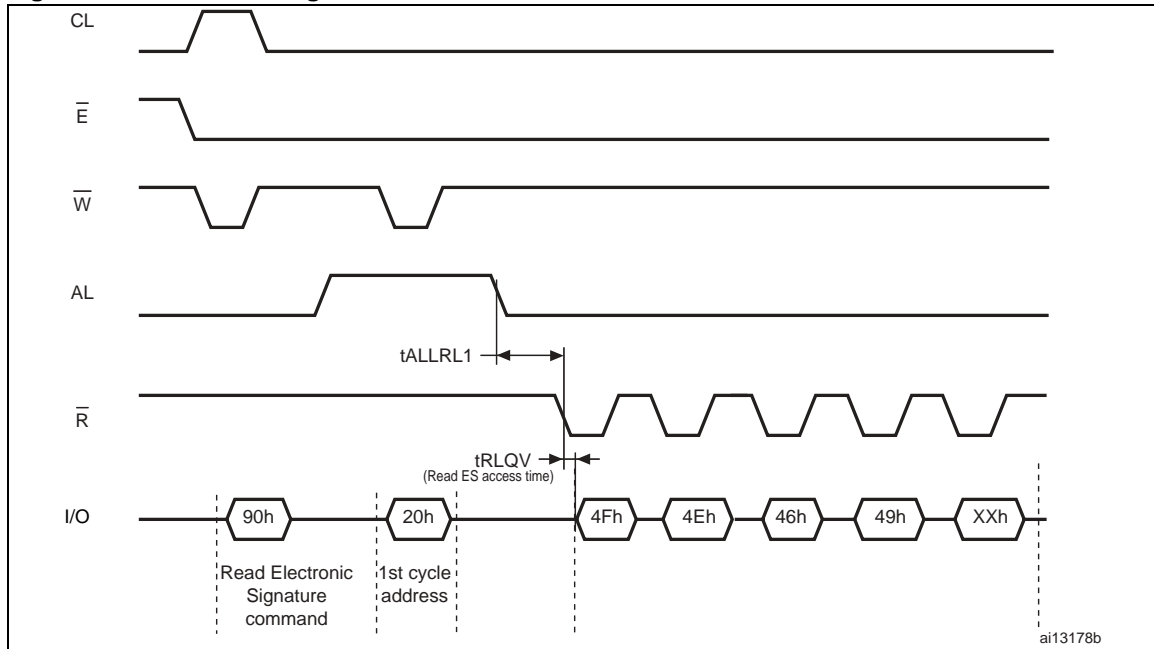 CL
E
W
AL
tALLRL1
R
tRLQV
(Read ES access time)
I/O
90h
20h
4Fh
4Eh
46h
49h
XXh
Read Electronic
Signature
command
1st cycle
address
ai13178b